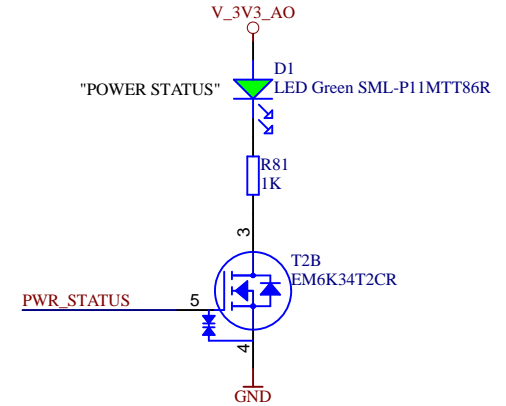 V_3V3_AO
D1
"POWER STATUS"
LED Green SML-P11MTT86R
R81
1K
3
T2B
EM6K34T2CR
PWR_STATUS
5
4
GND